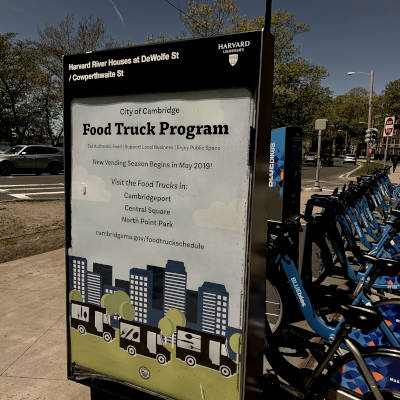 Harvard River Houses at DeWolfe St
/ Cowperthwaite St
HARVARD
UNIVERSITY
City of Cambridge
Food Truck Program
Eat Authentic Food | Support Local Business | Enjoy Public Space
New Vending Season Begins in May 2019!
Visit the Food Trucks in:
Cambridgeport
Central Square
North Point Park
cambridgema.gov/foodtruckschedule
BLUEbikes
BLUEbikes